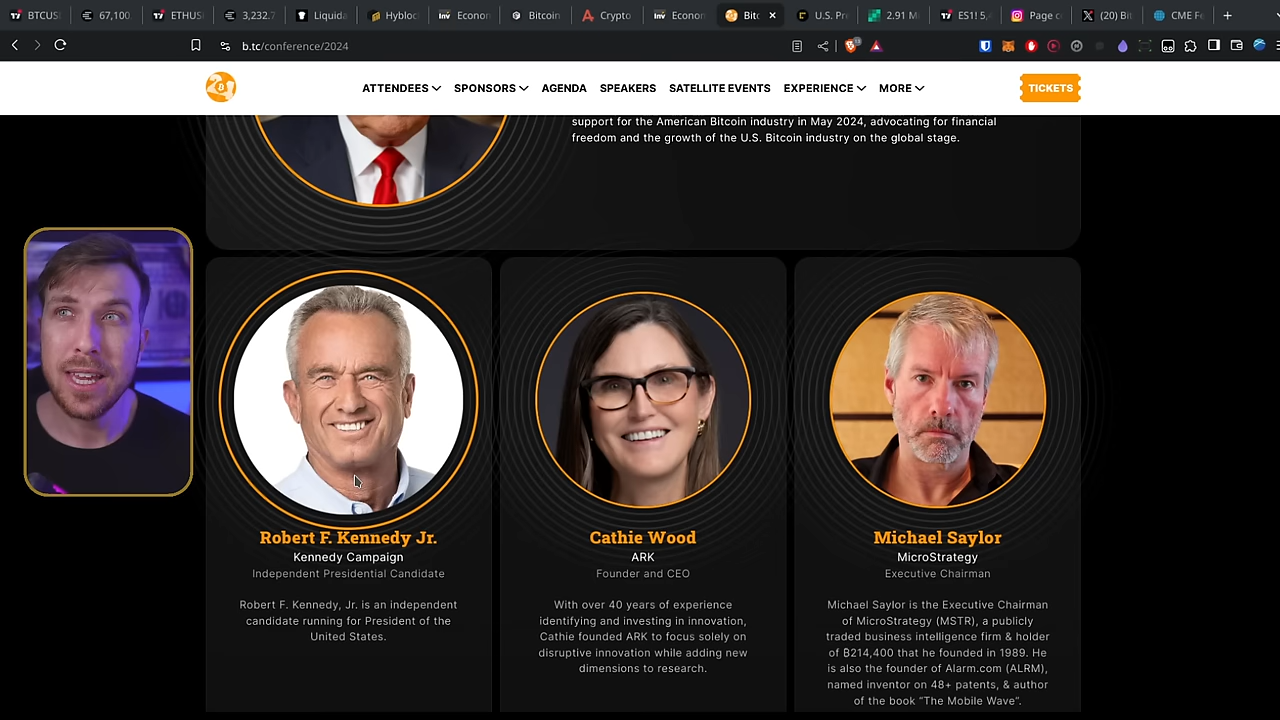 BTCUS
67,100.
ETHUS
3,232.7
Liquida
Hybloc
Econon
Bitcoin
Crypto
Econon
Bitc
U.S. Pre
2.91 M
ES1! 5,
Page c
(20) Bit
CME Fe
b.tc/conference/2024
ATTENDEES SPONSORS AGENDA SPEAKERS SATELLITE EVENTS EXPERIENCE MORE TICKETS
support for the American Bitcoin industry in May 2024, advocating for financial
freedom and the growth of the U.S. Bitcoin industry on the global stage.
Robert F. Kennedy Jr.
Kennedy Campaign
Independent Presidential Candidate
Robert F. Kennedy, Jr. is an independent
candidate running for President of the
United States.
Cathie Wood
ARK
Founder and CEO
With over 40 years of experience
identifying and investing in innovation,
Cathie founded ARK to focus solely on
disruptive innovation while adding new
dimensions to research.
Michael Saylor
MicroStrategy
Executive Chairman
Michael Saylor is the Executive Chairman
of MicroStrategy (MSTR), a publicly
traded business intelligence firm & holder
of ₿214,400 that he founded in 1989. He
is also the founder of Alarm.com (ALRM),
named inventor on 48+ patents, & author
of the book “The Mobile Wave”.